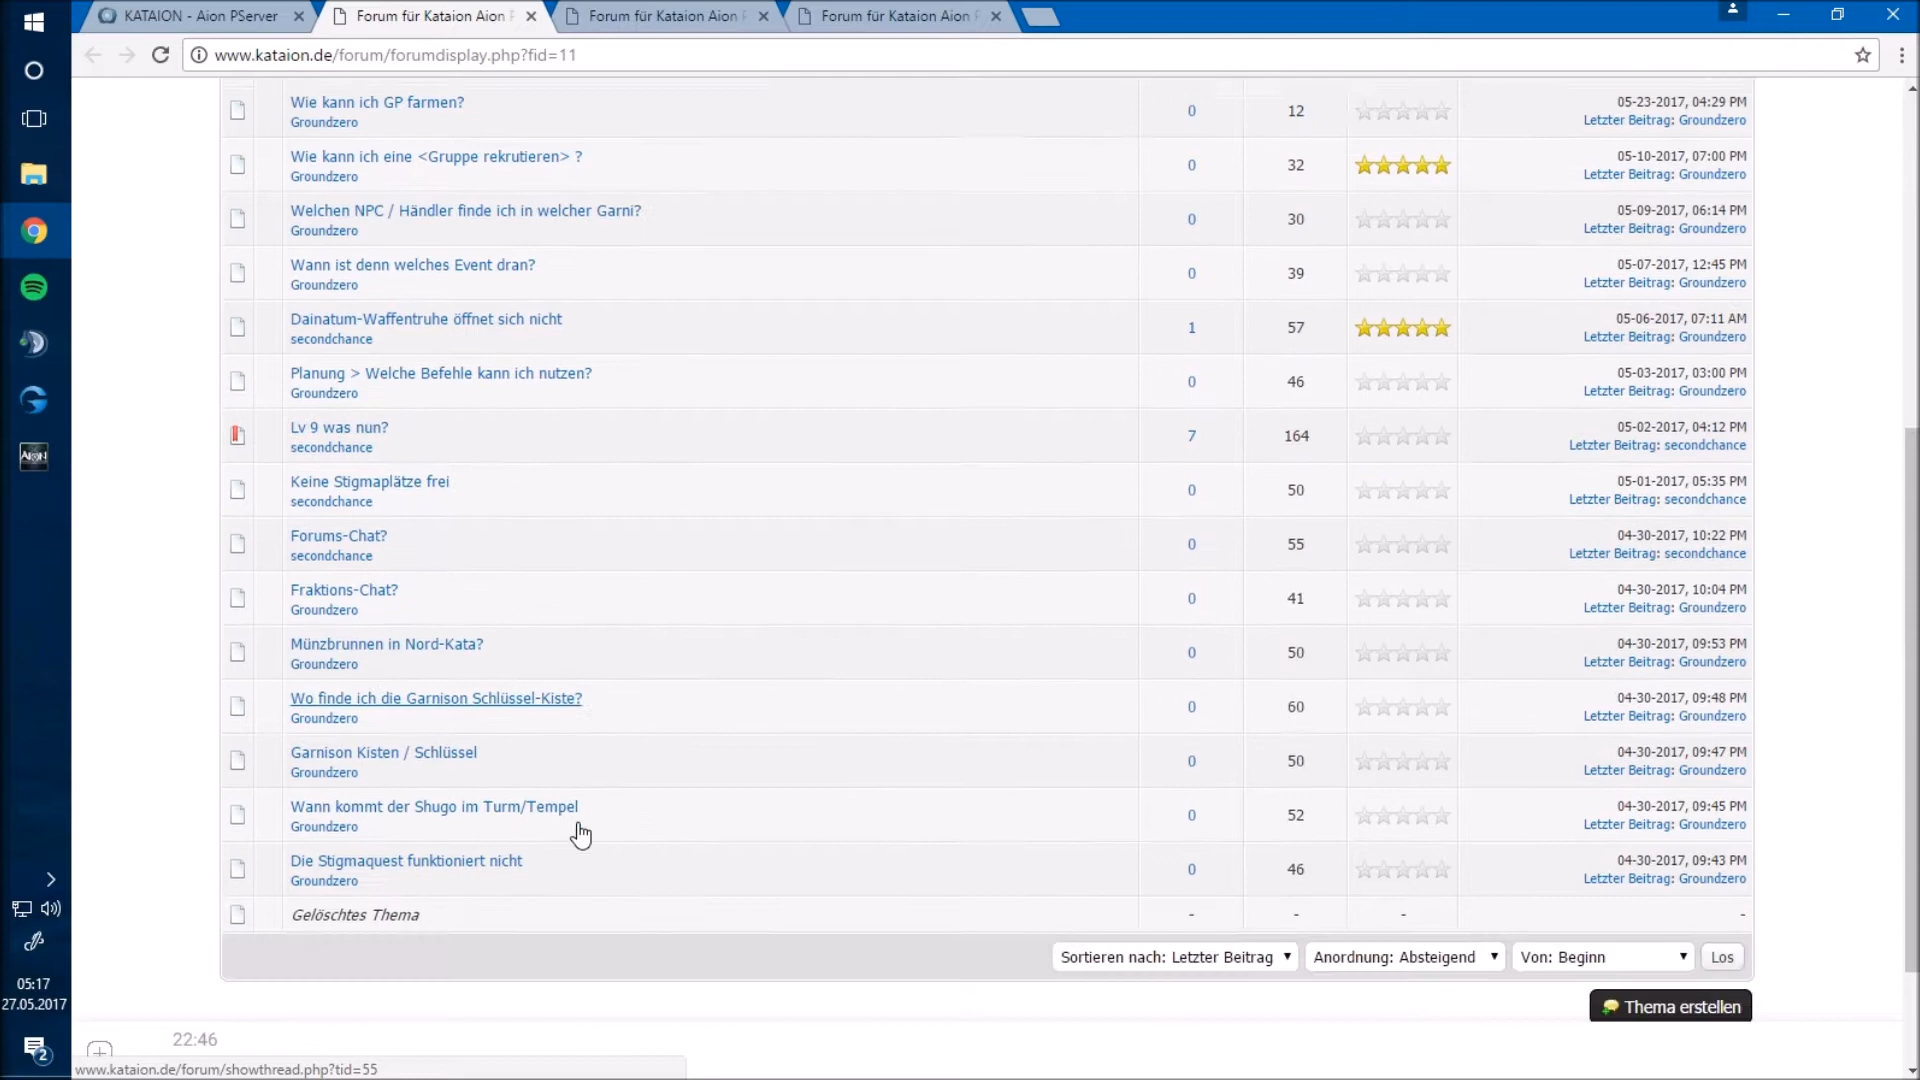 KATAION - Aion PServer
Forum für Kataion Aion P
Forum für Kataion Aion P
Forum für Kataion Aion P
www.kataion.de/forum/forumdisplay.php?fid=11
Wie kann ich GP farmen?
Groundzero
0
12
05-23-2017, 04:29 PM
Letzter Beitrag: Groundzero
Wie kann ich eine <Gruppe rekrutieren> ?
Groundzero
0
32
05-10-2017, 07:00 PM
Letzter Beitrag: Groundzero
Welchen NPC / Händler finde ich in welcher Garni?
Groundzero
0
30
05-09-2017, 06:14 PM
Letzter Beitrag: Groundzero
Wann ist denn welches Event dran?
Groundzero
0
39
05-07-2017, 12:45 PM
Letzter Beitrag: Groundzero
Dainatum-Waffentruhe öffnet sich nicht
secondchance
1
57
05-06-2017, 07:11 AM
Letzter Beitrag: Groundzero
Planung > Welche Befehle kann ich nutzen?
Groundzero
0
46
05-03-2017, 03:00 PM
Letzter Beitrag: Groundzero
Lv 9 was nun?
secondchance
7
164
05-02-2017, 04:12 PM
Letzter Beitrag: secondchance
Keine Stigmaplätze frei
secondchance
0
50
05-01-2017, 05:35 PM
Letzter Beitrag: secondchance
Forums-Chat?
secondchance
0
55
04-30-2017, 10:22 PM
Letzter Beitrag: secondchance
Fraktions-Chat?
Groundzero
0
41
04-30-2017, 10:04 PM
Letzter Beitrag: Groundzero
Münzbrunnen in Nord-Kata?
Groundzero
0
50
04-30-2017, 09:53 PM
Letzter Beitrag: Groundzero
Wo finde ich die Garnison Schlüssel-Kiste?
Groundzero
0
60
04-30-2017, 09:48 PM
Letzter Beitrag: Groundzero
Garnison Kisten / Schlüssel
Groundzero
0
50
04-30-2017, 09:47 PM
Letzter Beitrag: Groundzero
Wann kommt der Shugo im Turm/Tempel
Groundzero
0
52
04-30-2017, 09:45 PM
Letzter Beitrag: Groundzero
Die Stigmaquest funktioniert nicht
Groundzero
0
46
04-30-2017, 09:43 PM
Letzter Beitrag: Groundzero
Gelöschtes Thema
-
-
-
-
Sortieren nach: Letzter Beitrag
Anordnung: Absteigend
Von: Beginn
Los
Thema erstellen
22:46
www.kataion.de/forum/showthread.php?tid=55
AION
05:17
27.05.2017
2